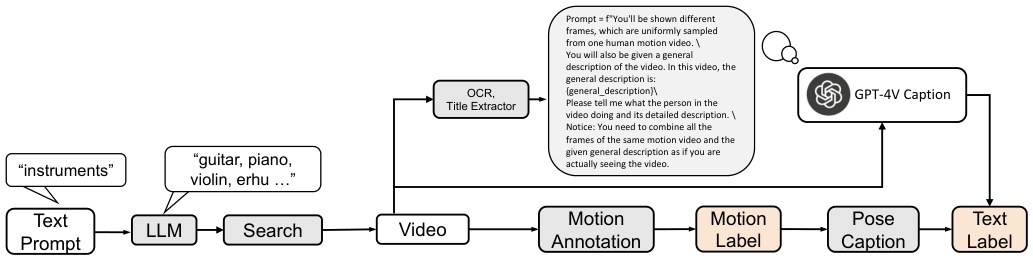 Prompt = f"You'll be shown different
frames, which are uniformly sampled
from one human motion video. \
You will also be given a general
description of the video. In this video, the
general description is:
{general_description}\
Please tell me what the person in the
video doing and its detailed description. \
Notice: You need to combine all the
frames of the same motion video and the
given general description as if you are
actually seeing the video.
OCR,
Title Extractor
GPT-4V Caption
“instruments”
“guitar, piano,
violin, erhu …”
Text
Prompt
LLM
Search
Video
Motion
Annotation
Motion
Label
Pose
Caption
Text
Label